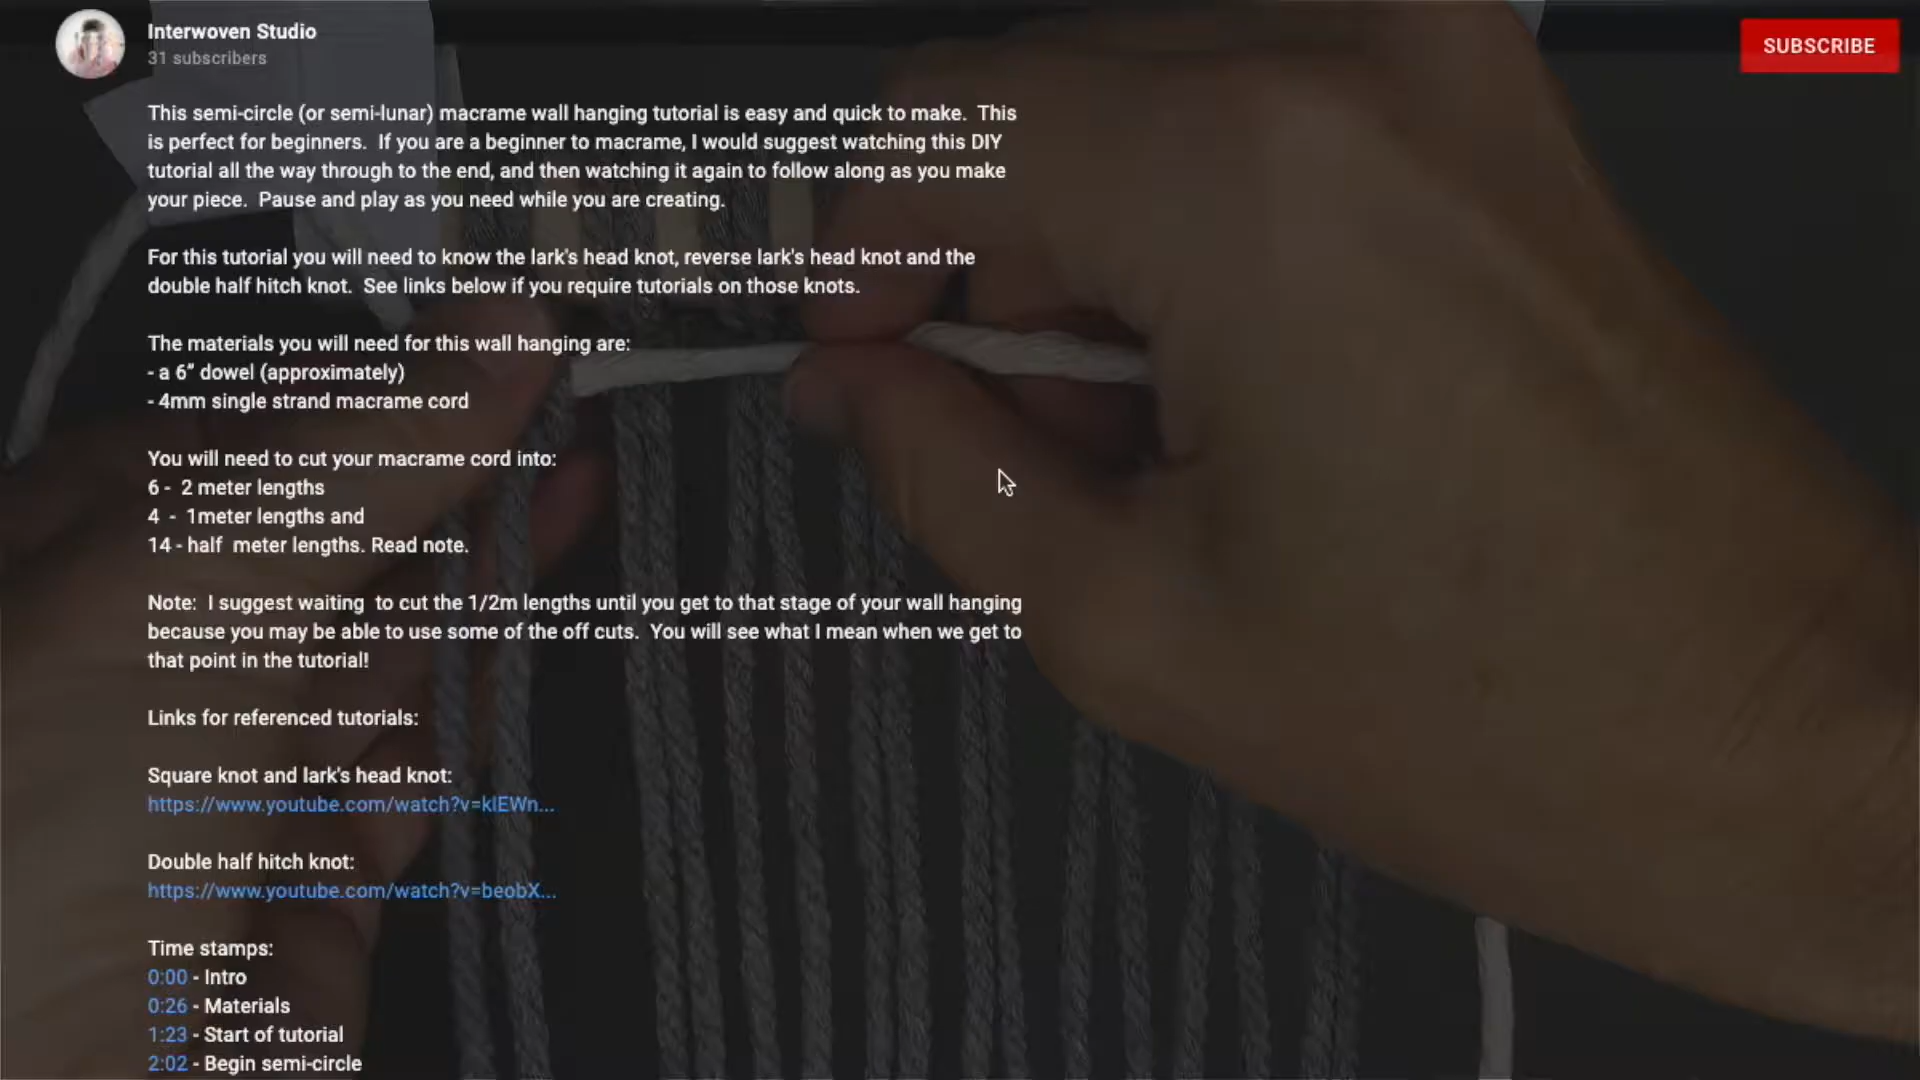 Interwoven Studio
31 subscribers
SUBSCRIBE
This semi-circle (or semi-lunar) macrame wall hanging tutorial is easy and quick to make.  This
is perfect for beginners.  If you are a beginner to macrame, I would suggest watching this DIY
tutorial all the way through to the end, and then watching it again to follow along as you make
your piece.  Pause and play as you need while you are creating.
For this tutorial you will need to know the lark's head knot, reverse lark's head knot and the
double half hitch knot.  See links below if you require tutorials on those knots.
The materials you will need for this wall hanging are:
- a 6” dowel (approximately)
- 4mm single strand macrame cord
You will need to cut your macrame cord into:
6 -  2 meter lengths
4  -  1meter lengths and
14 - half  meter lengths. Read note.
Note:  I suggest waiting  to cut the 1/2m lengths until you get to that stage of your wall hanging
because you may be able to use some of the off cuts.  You will see what I mean when we get to
that point in the tutorial!
Links for referenced tutorials:
Square knot and lark's head knot:
https://www.youtube.com/watch?v=klEWn...
Double half hitch knot:
https://www.youtube.com/watch?v=beobX...
Time stamps:
0:00 - Intro
0:26 - Materials
1:23 - Start of tutorial
2:02 - Begin semi-circle